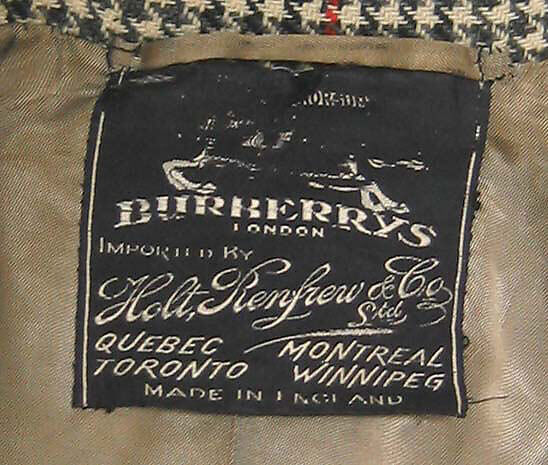 BURBERRYS
LONDON
IMPORTED BY
Holt, Renfrew & Co
Ltd
QUEBEC MONTREAL
TORONTO WINNIPEG
MADE IN ENGLAND